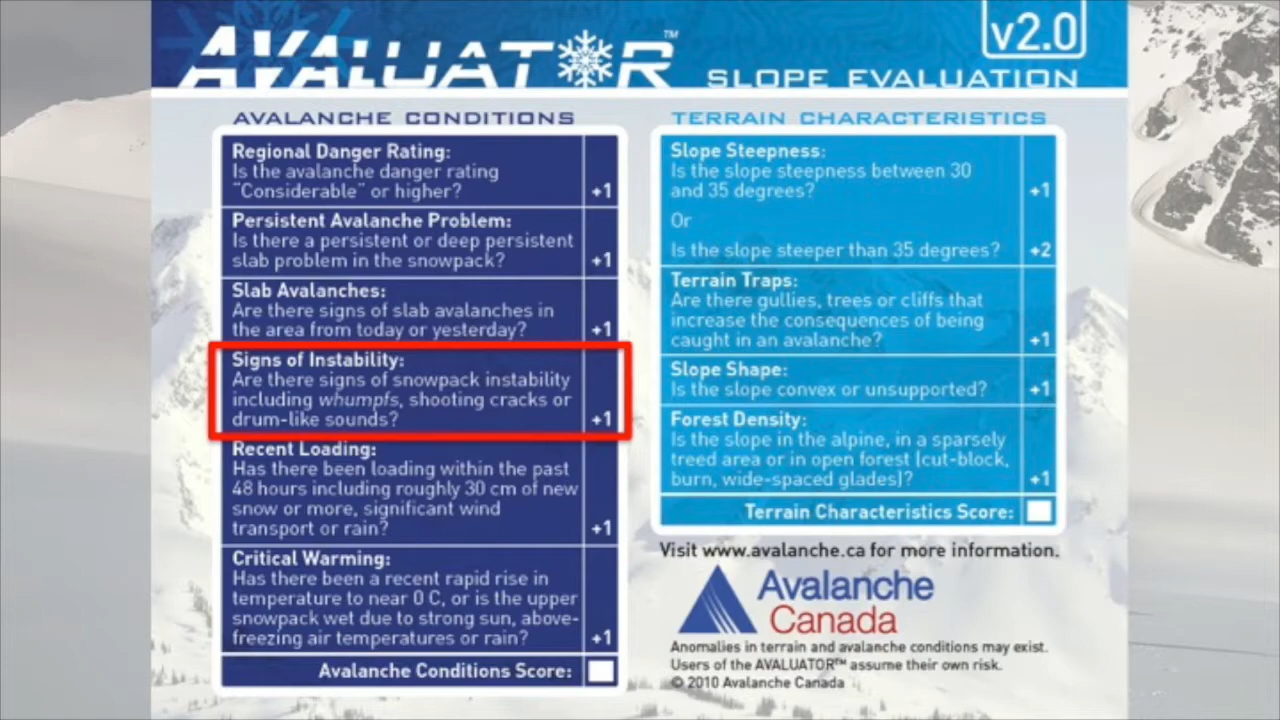 AVALUATOR™
v2.0
SLOPE EVALUATION
AVALANCHE CONDITIONS
Regional Danger Rating:
Is the avalanche danger rating
"Considerable" or higher? +1
Persistent Avalanche Problem:
Is there a persistent or deep persistent
slab problem in the snowpack? +1
Slab Avalanches:
Are there signs of slab avalanches in
the area from today or yesterday? +1
Signs of Instability:
Are there signs of snowpack instability
including whumpfs, shooting cracks or
drum-like sounds? +1
Recent Loading:
Has there been loading within the past
48 hours including roughly 30 cm of new
snow or more, significant wind
transport or rain? +1
Critical Warming:
Has there been a recent rapid rise in
temperature to near 0 C, or is the upper
snowpack wet due to strong sun, above-
freezing air temperatures or rain? +1
Avalanche Conditions Score:
TERRAIN CHARACTERISTICS
Slope Steepness:
Is the slope steepness between 30
and 35 degrees? +1
Or
Is the slope steeper than 35 degrees? +2
Terrain Traps:
Are there gullies, trees or cliffs that
increase the consequences of being
caught in an avalanche? +1
Slope Shape:
Is the slope convex or unsupported? +1
Forest Density:
Is the slope in the alpine, in a sparsely
treed area or in open forest (cut-block,
burn, wide-spaced glades)? +1
Terrain Characteristics Score:
Visit www.avalanche.ca for more information.
Avalanche
Canada
Anomalies in terrain and avalanche conditions may exist.
Users of the AVALUATOR™ assume their own risk.
© 2010 Avalanche Canada